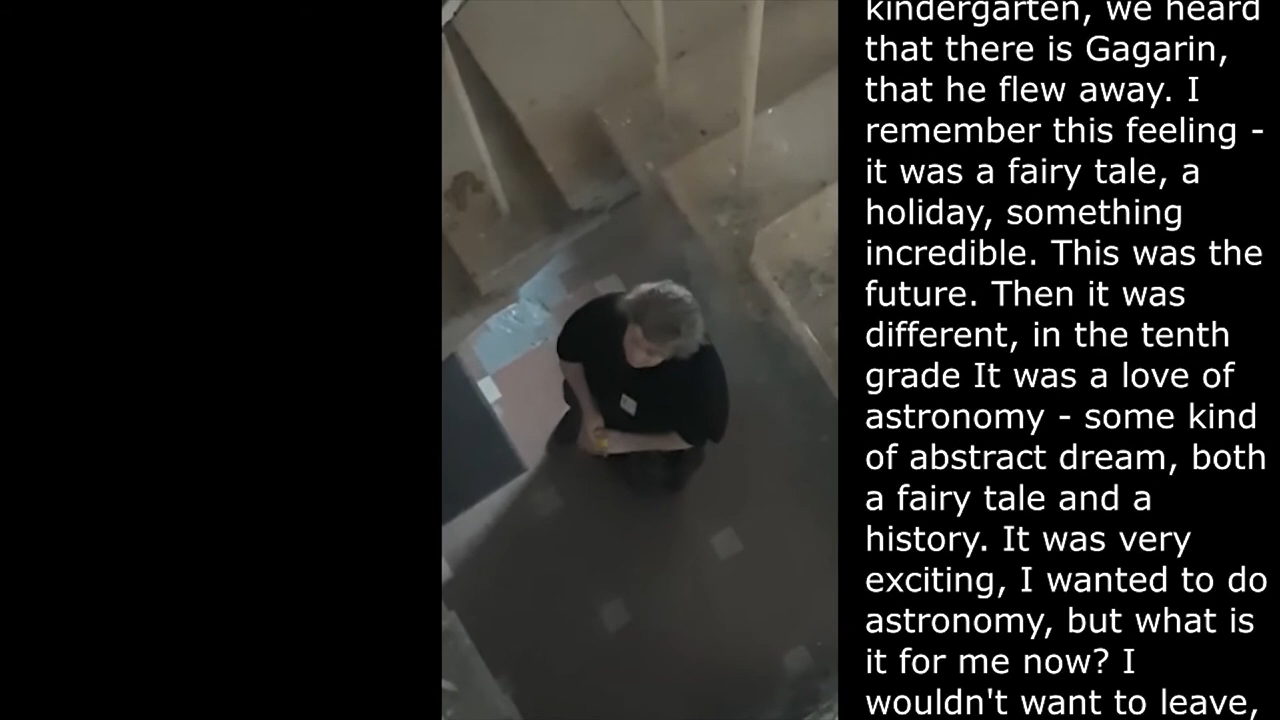 kindergarten, we heard
that there is Gagarin,
that he flew away. I
remember this feeling -
it was a fairy tale, a
holiday, something
incredible. This was the
future. Then it was
different, in the tenth
grade It was a love of
astronomy - some kind
of abstract dream, both
a fairy tale and a
history. It was very
exciting, I wanted to do
astronomy, but what is
it for me now? I
wouldn't want to leave,